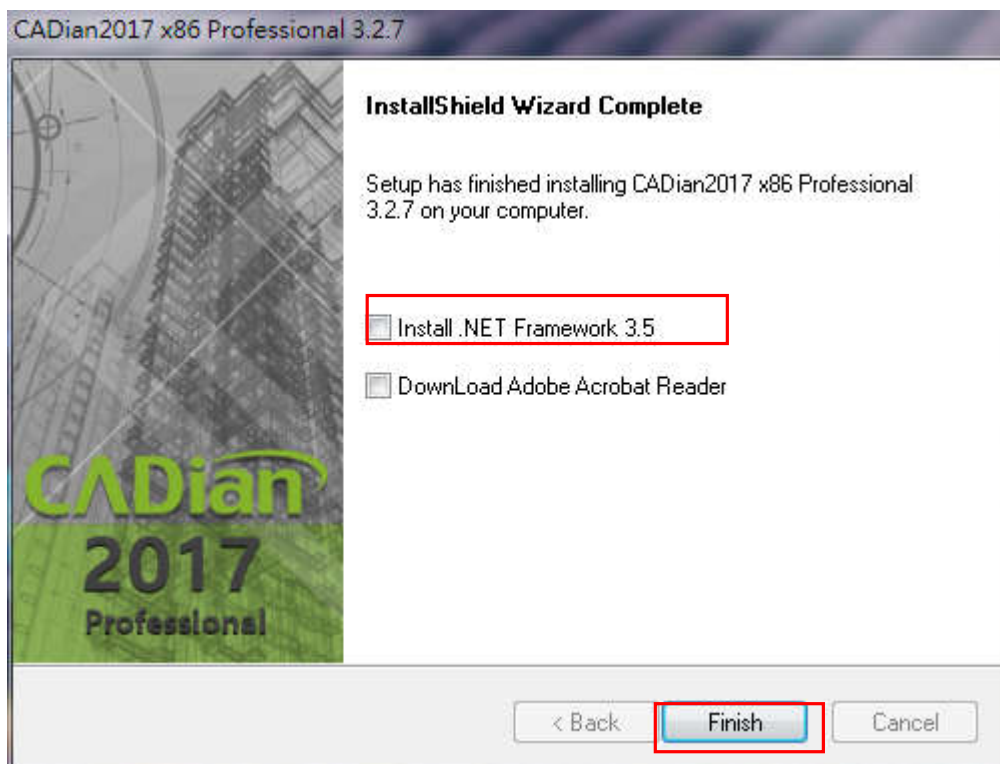 CADian2017 x86 Professional 3.2.7
InstallShield Wizard Complete
Setup has finished installing CADian2017 x86 Professional
3.2.7 on your computer.
Install .NET Framework 3.5
DownLoad Adobe Acrobat Reader
CADian
2017
Professional
< Back
Finish
Cancel